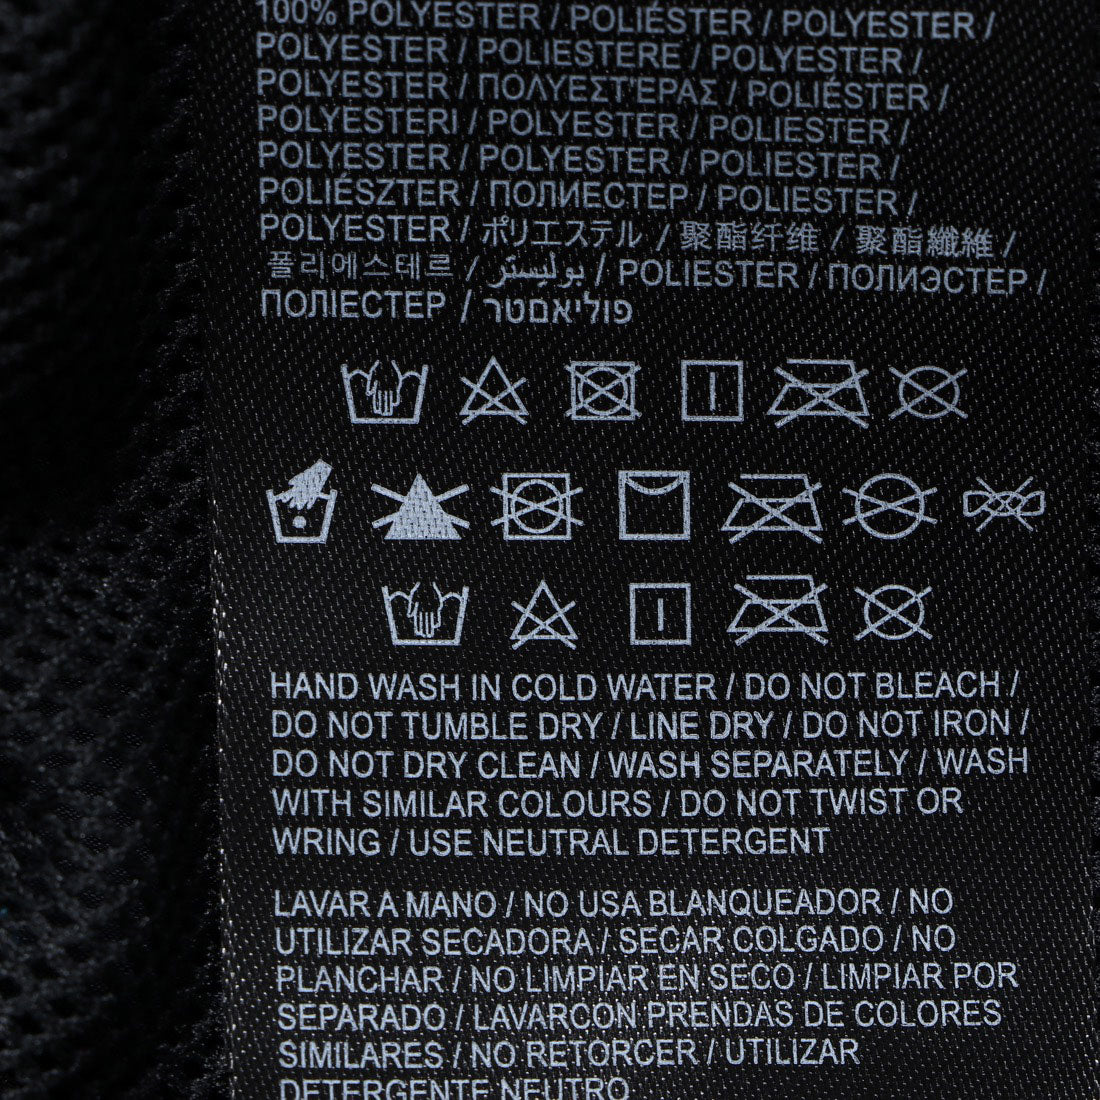 100% POLYESTER / POLIÉSTER / POLYESTER /
POLYESTER / POLIESTERE / POLYESTER /
POLYESTER / ΠΟΛΥΕΣΤΈΡΑΣ / POLIÉSTER /
POLYESTERI / POLYESTER / POLIESTER /
POLYESTER / POLYESTER / POLYESTER /
POLIÉSZTER / ПОЛИЕСТЕР / POLIESTER /
POLYESTER / ポリエステル / 聚酯纤维 / 聚酯纖維 /
폴리에스테르 / بوليستر / POLIESTER / ПОЛИЭСТЕР /
ПОЛІЕСТЕР / פוליאסטר
HAND WASH IN COLD WATER / DO NOT BLEACH /
DO NOT TUMBLE DRY / LINE DRY / DO NOT IRON /
DO NOT DRY CLEAN / WASH SEPARATELY / WASH
WITH SIMILAR COLOURS / DO NOT TWIST OR
WRING / USE NEUTRAL DETERGENT
LAVAR A MANO / NO USA BLANQUEADOR / NO
UTILIZAR SECADORA / SECAR COLGADO / NO
PLANCHAR / NO LIMPIAR EN SECO / LIMPIAR POR
SEPARADO / LAVARCON PRENDAS DE COLORES
SIMILARES / NO RETORCER / UTILIZAR
DETERGENTE NEUTRO